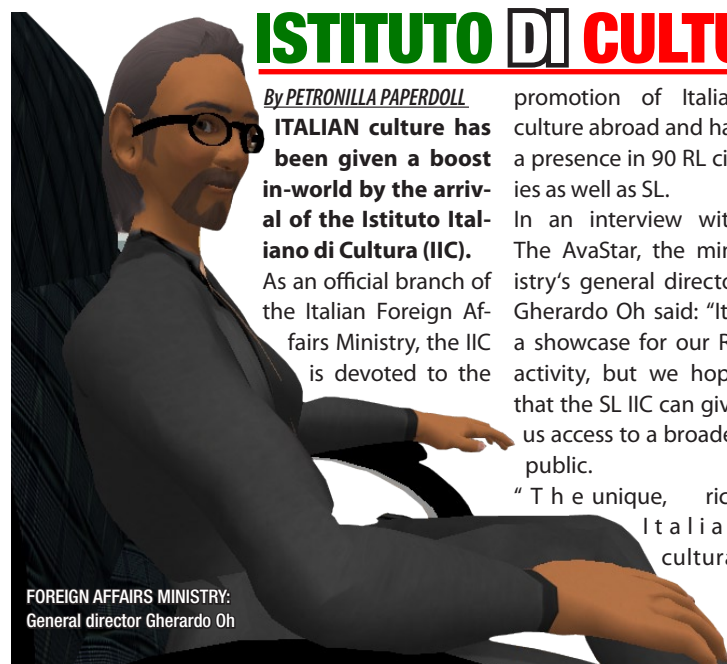 ISTITUTO DI CULTU
By PETRONILLA PAPERDOLL
ITALIAN culture has
been given a boost
in-world by the arriv-
al of the Istituto Ital-
iano di Cultura (IIC).
As an official branch of
the Italian Foreign Af-
fairs Ministry, the IIC
is devoted to the
promotion of Italia
culture abroad and ha
a presence in 90 RL ci
ies as well as SL.
In an interview wit
The AvaStar, the min
istry‘s general directo
Gherardo Oh said: “It
a showcase for our R
activity, but we hop
that the SL IIC can giv
us access to a broade
public.
“The unique, ric
Italia
cultura
FOREIGN AFFAIRS MINISTRY:
General director Gherardo Oh